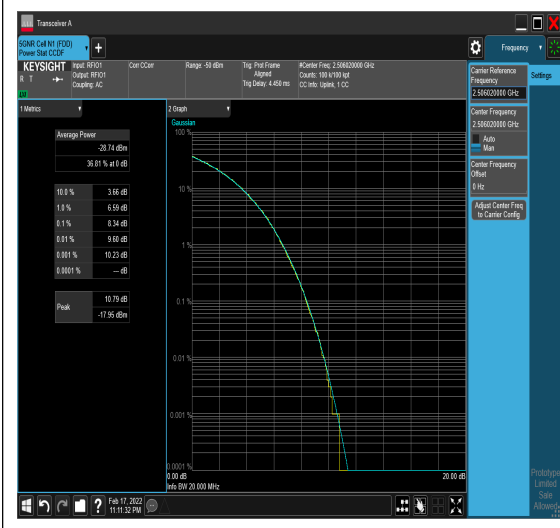 Transceiver A
5GNR Cell N1 (FDD)
Power Stat CCDF
Frequency
KEYSIGHT
R T
LNI
Input: RFIO1
Output: RFIO1
Coupling: AC
Corr CCorr
Range: -50 dBm
Trig: Prot Frame
Aligned
Trig Delay: 4.450 ms
#Center Freq: 2.506020000 GHz
Counts: 100 k/100 kpt
CC Info: Uplink, 1 CC
1 Metrics
Average Power
-28.74 dBm
36.81 % at 0 dB
10.0 % 3.66 dB
1.0 % 6.59 dB
0.1 % 8.34 dB
0.01 % 9.60 dB
0.001 % 10.23 dB
0.0001 % --- dB
Peak
10.79 dB
-17.95 dBm
2 Graph
Gaussian
100 %
10 %
1 %
0.1 %
0.01 %
0.001 %
0.0001 %
0.00 dB
20.00 dB
Info BW 20.000 MHz
Carrier Reference
Frequency
2.506020000 GHz
Center Frequency
2.506020000 GHz
Auto
Man
Center Frequency
Offset
0 Hz
Adjust Center Freq
to Carrier Config
Settings
Prototype
Limited
Sale
Allowed
Feb 17, 2022
11:11:32 PM